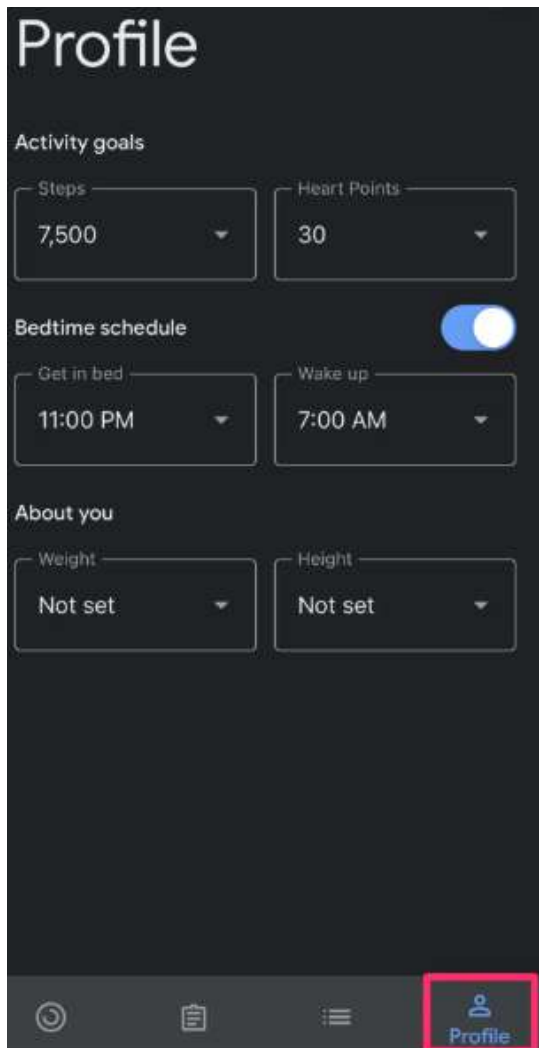 Profile
Activity goals
Steps
Heart Points
7,500
30
Bedtime schedule
Get in bed
Wake up
11:00 PM
7:00 AM
About you
Weight
Height
Not set
Not set
Profile